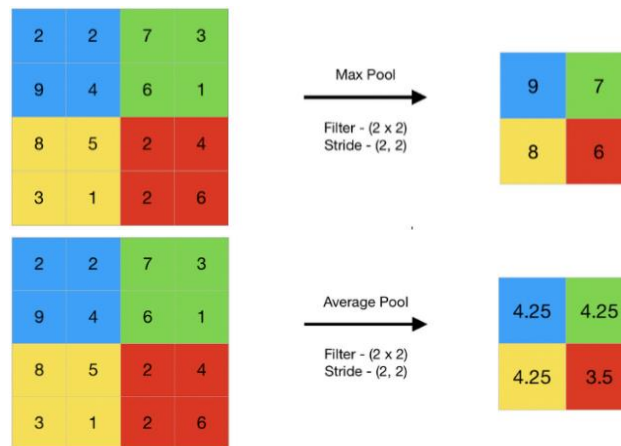 2 2 7 3
9 4 6 1
8 5 2 4
3 1 2 6
Max Pool
Filter - (2 x 2)
Stride - (2, 2)
9 7
8 6
2 2 7 3
9 4 6 1
8 5 2 4
3 1 2 6
Average Pool
Filter - (2 x 2)
Stride - (2, 2)
4.25 4.25
4.25 3.5